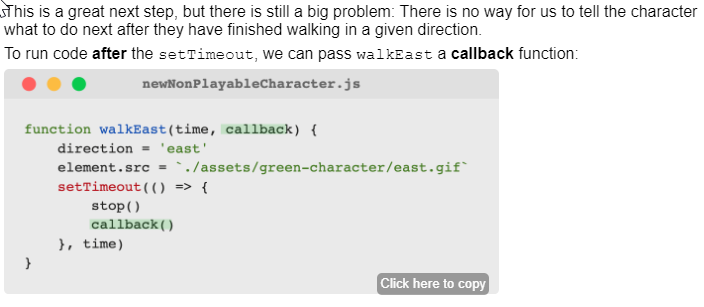 This is a great next step, but there is still a big problem: There is no way for us to tell the character
what to do next after they have finished walking in a given direction.
To run code after the setTimeout, we can pass walkEast a callback function:
newNonPlayableCharacter.js
function walkEast(time, callback) {
    direction = 'east'
    element.src = `./assets/green-character/east.gif`
    setTimeout(() => {
        stop()
        callback()
    }, time)
}
Click here to copy